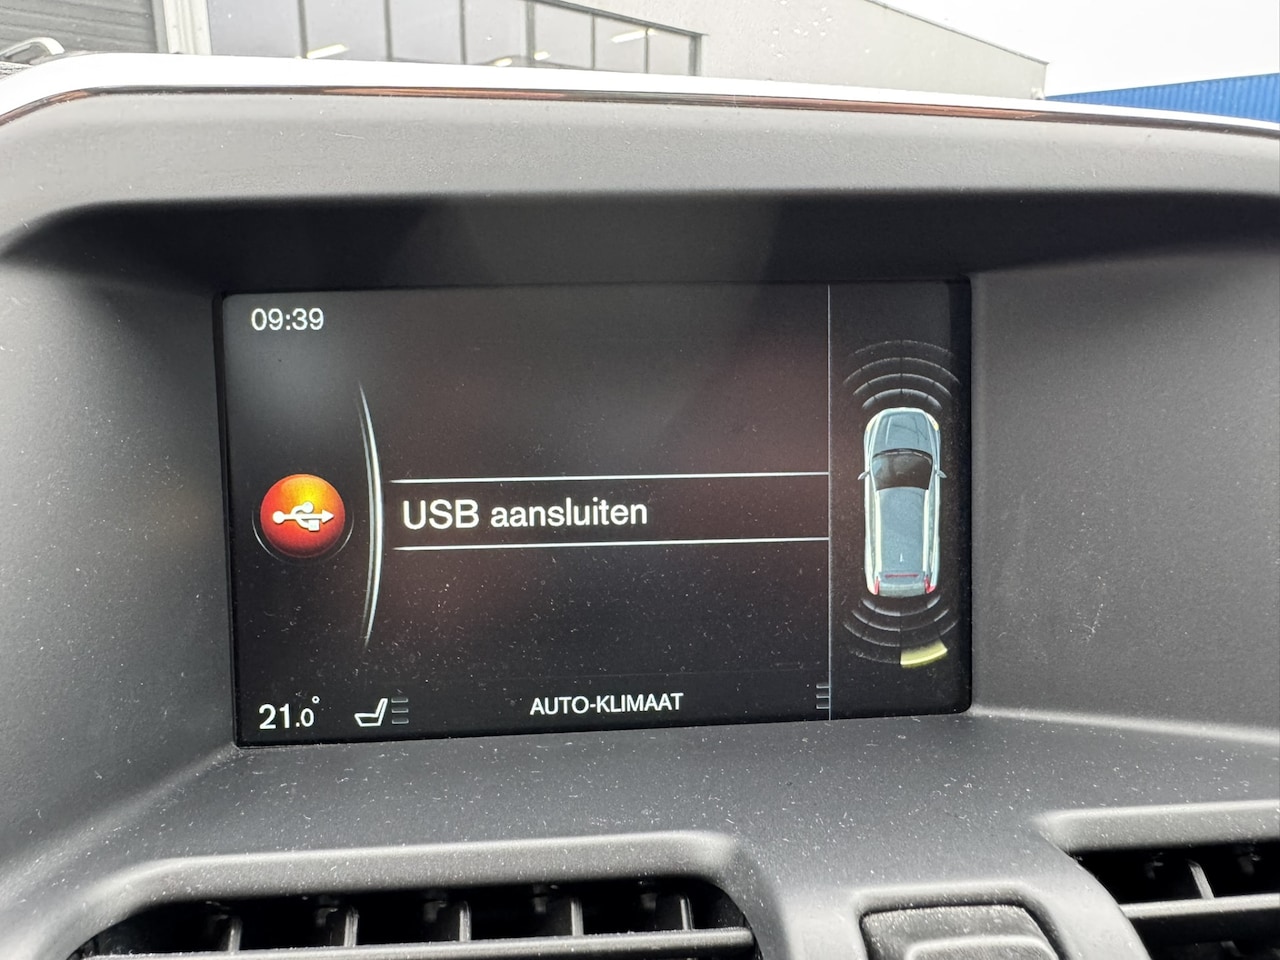 09:39
USB aansluiten
21.0°
AUTO-KLIMAAT